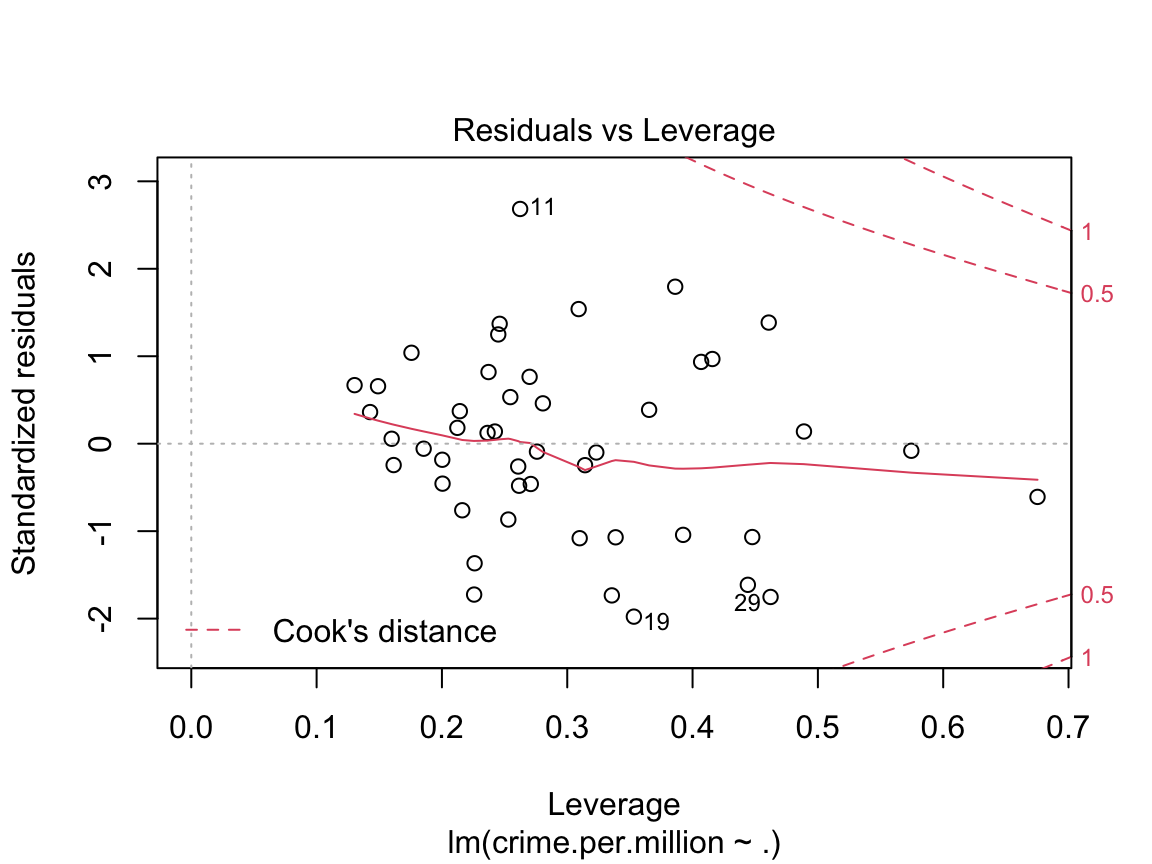 Residuals vs Leverage
Standardized residuals
3
2
1
0
-1
-2
11
19
29
1
0.5
0.5
1
Cook's distance
0.0 0.1 0.2 0.3 0.4 0.5 0.6 0.7
Leverage
lm(crime.per.million ~ .)